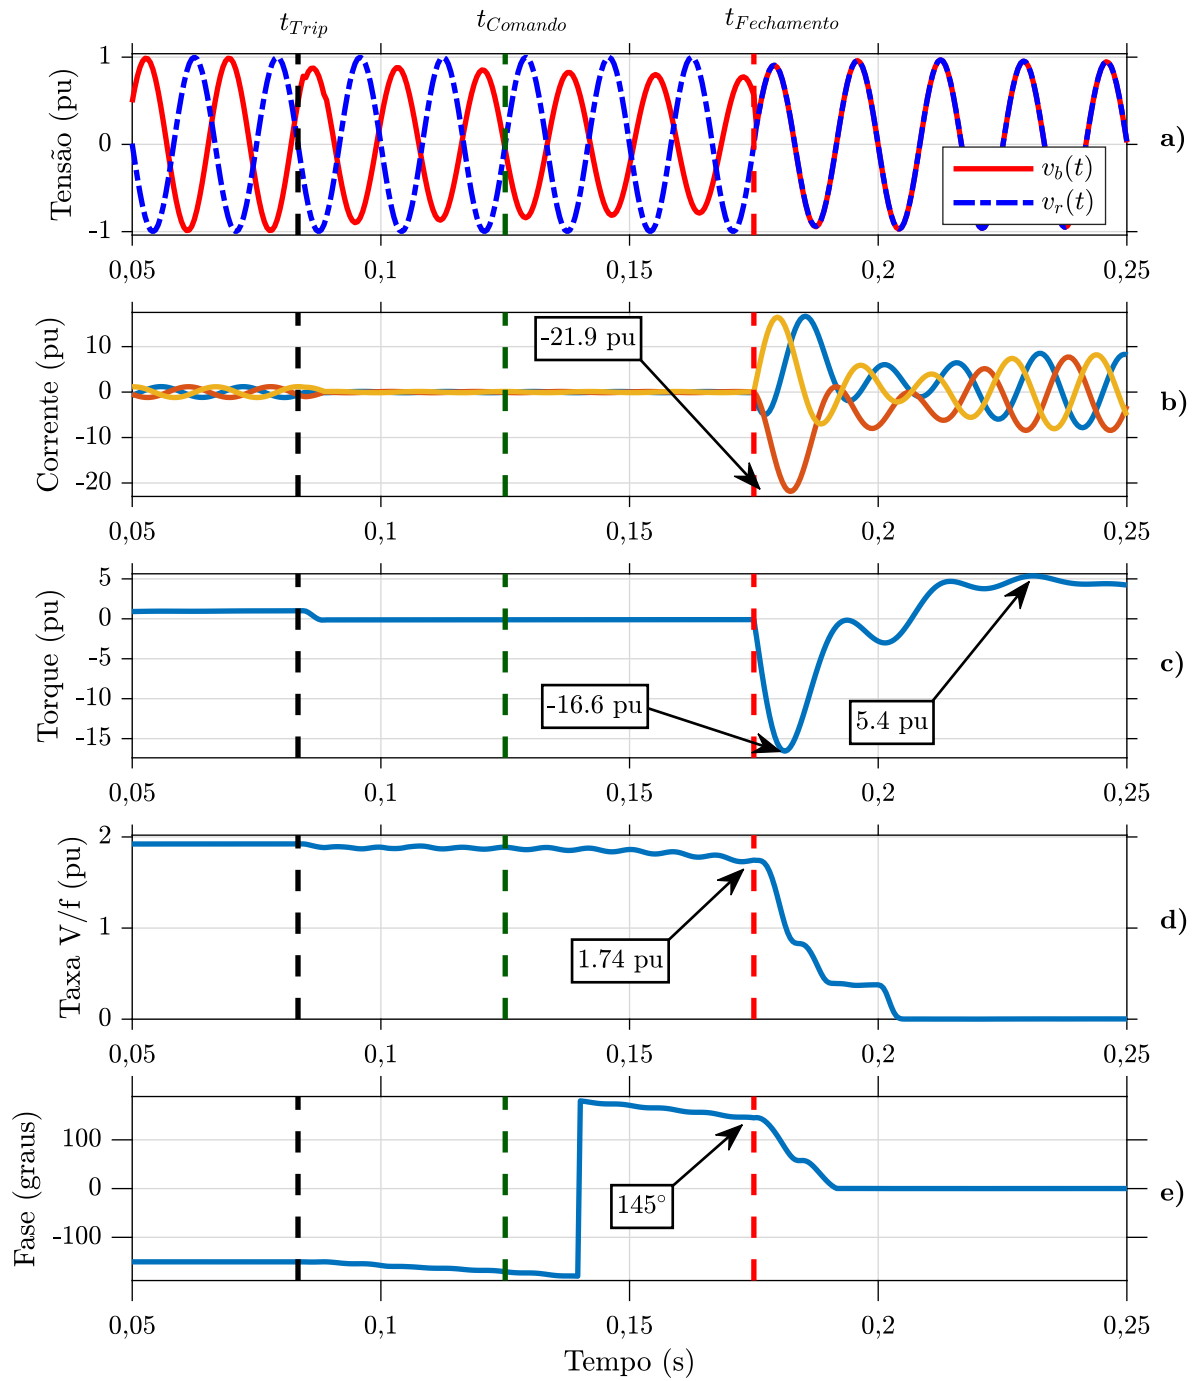 t_Trip t_Comando t_Fechamento
Tensão (pu)
1
0
-1
v_b(t)
v_r(t)
a)
0,05 0,1 0,15 0,2 0,25
Corrente (pu)
10
0
-10
-20
-21.9 pu
b)
0,05 0,1 0,15 0,2 0,25
Torque (pu)
5
0
-5
-10
-15
-16.6 pu
5.4 pu
c)
0,05 0,1 0,15 0,2 0,25
Taxa V/f (pu)
2
1
0
1.74 pu
d)
0,05 0,1 0,15 0,2 0,25
Fase (graus)
100
0
-100
145°
e)
0,05 0,1 0,15 0,2 0,25
Tempo (s)